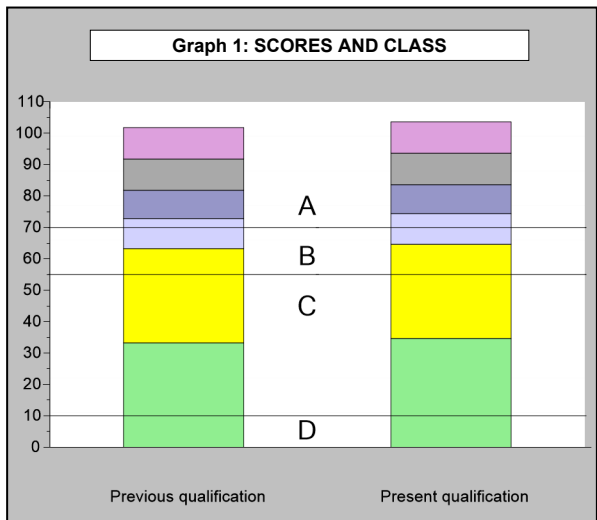 Graph 1: SCORES AND CLASS
110
100
90
80
70
60
50
40
30
20
10
0
A
B
C
D
Previous qualification
Present qualification